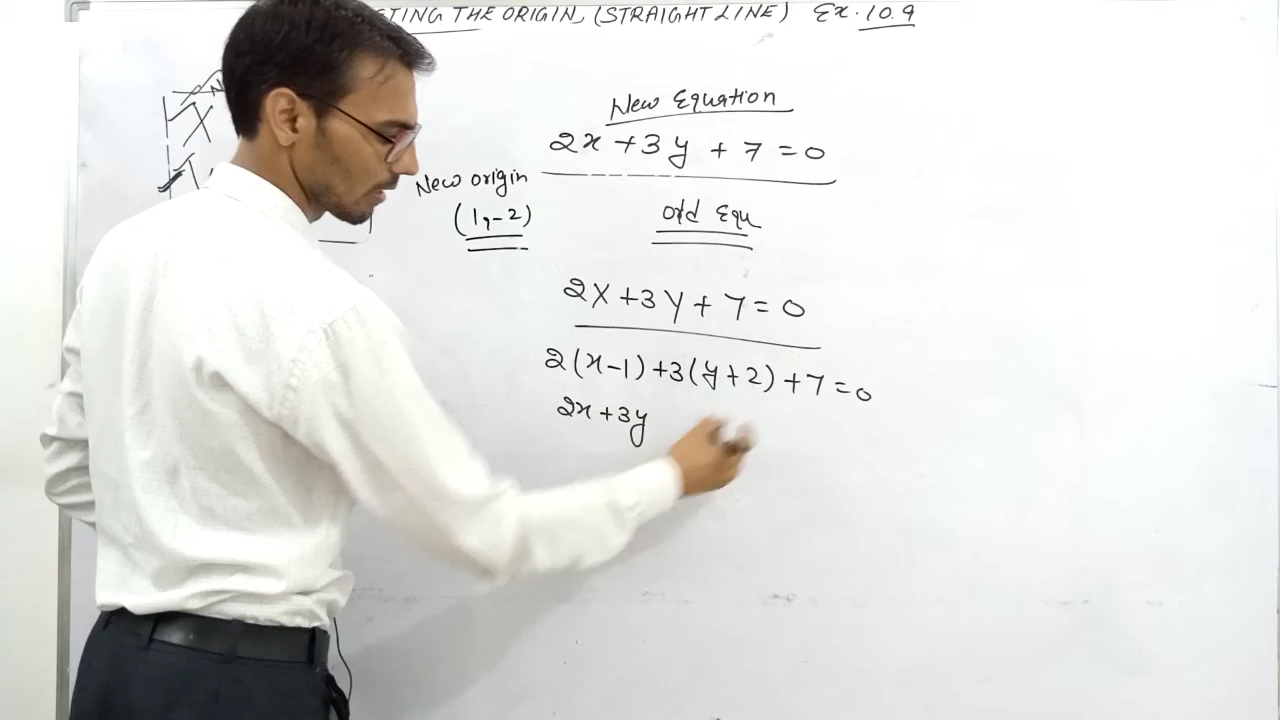 THE ORIGIN, (STRAIGHT LINE) Ex. 10.9
New Equation
2x + 3y + 7 = 0
New origin
(1, -2)
Old Equ
2X + 3Y + 7 = 0
2(x-1) + 3(y+2) + 7 = 0
2x + 3y